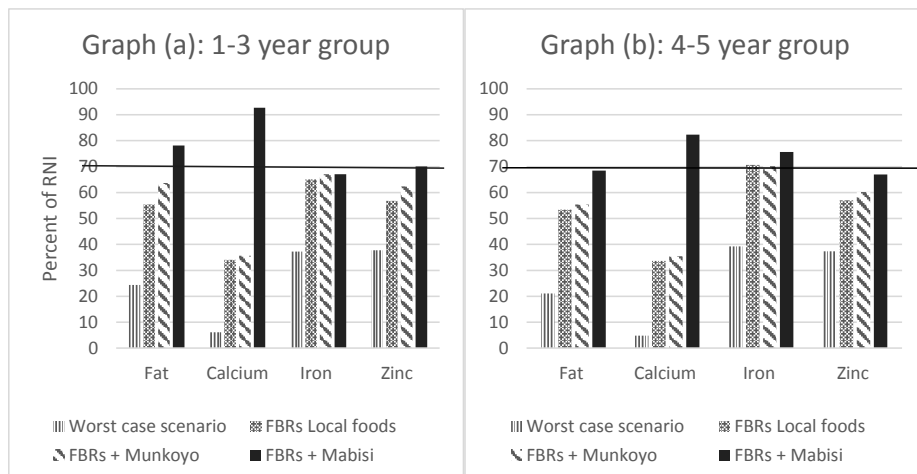 Graph (a): 1-3 year group
Percent of RNI
100
90
80
70
60
50
40
30
20
10
0
Fat Calcium Iron Zinc
Worst case scenario FBRs Local foods
FBRs + Munkoyo FBRs + Mabisi
Graph (b): 4-5 year group
100
90
80
70
60
50
40
30
20
10
0
Fat Calcium Iron Zinc
Worst case scenario FBRs Local foods
FBRs + Munkoyo FBRs + Mabisi